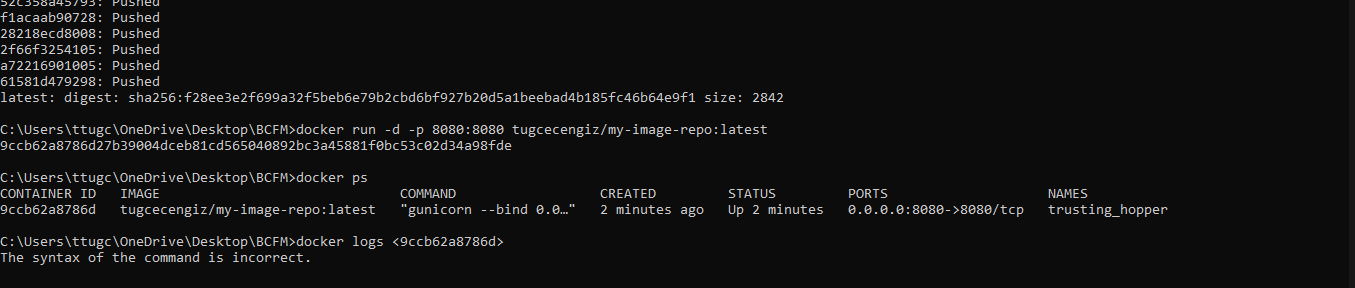 52c358a45793: Pushed
f1acaab90728: Pushed
28218ecd8008: Pushed
2f66f3254105: Pushed
a72216901005: Pushed
61581d479298: Pushed
latest: digest: sha256:f28ee3e2f699a32f5beb6e79b2cbd6bf927b20d5a1beebad4b185fc46b64e9f1 size: 2842
C:\Users\ttugc\OneDrive\Desktop\BCFM>docker run -d -p 8080:8080 tugcecengiz/my-image-repo:latest
9ccb62a8786d27b39004dceb81cd565040892bc3a45881f0bc53c02d34a98fde
C:\Users\ttugc\OneDrive\Desktop\BCFM>docker ps
CONTAINER ID   IMAGE                              COMMAND                  CREATED         STATUS         PORTS                    NAMES
9ccb62a8786d   tugcecengiz/my-image-repo:latest   "gunicorn --bind 0.0…"   2 minutes ago   Up 2 minutes   0.0.0.0:8080->8080/tcp   trusting_hopper
C:\Users\ttugc\OneDrive\Desktop\BCFM>docker logs <9ccb62a8786d>
The syntax of the command is incorrect.